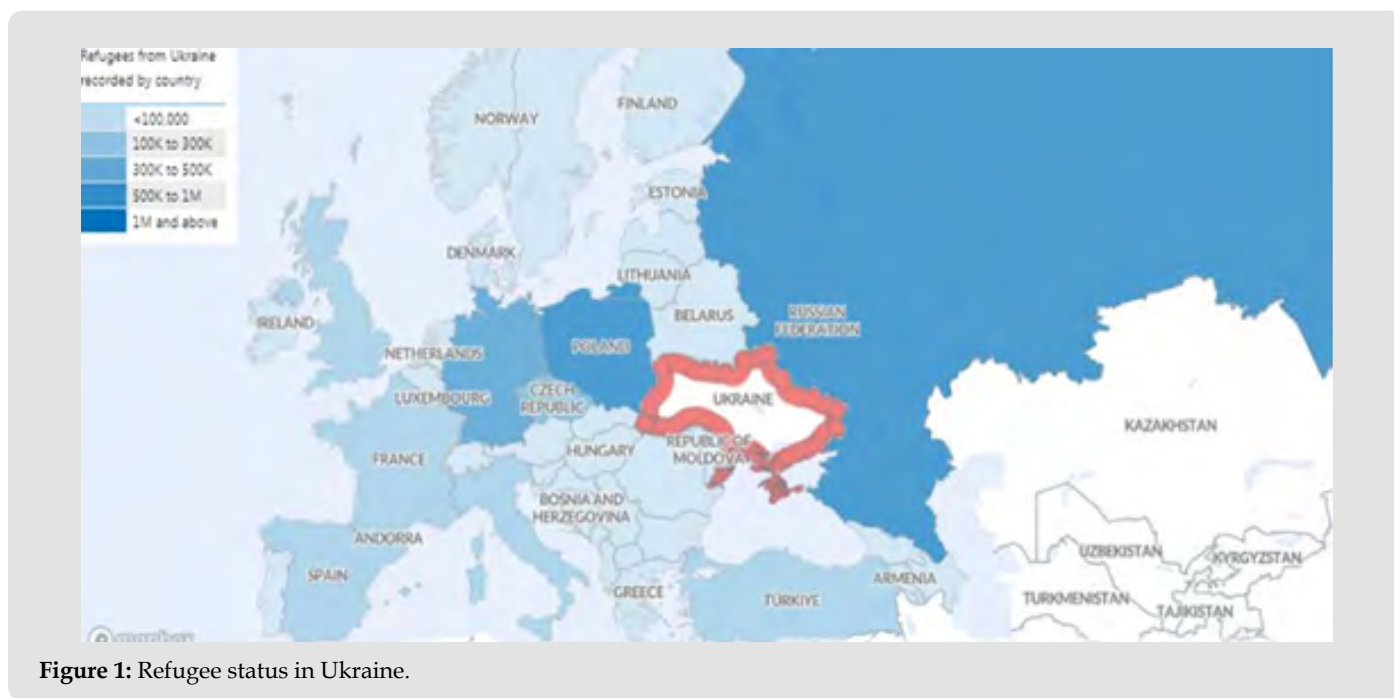 Refugees from Ukraine
recorded by country
<100,000
100K to 300K
300K to 500K
500K to 1M
1M and above
NORWAY
FINLAND
ESTONIA
DENMARK
LITHUANIA
BELARUS
RUSSIAN
FEDERATION
IRELAND
NETHERLANDS
POLAND
LUXEMBOURG
CZECH
REPUBLIC
UKRAINE
KAZAKHSTAN
FRANCE
HUNGARY
REPUBLIC OF
MOLDOVA
BOSNIA AND
HERZEGOVINA
ANDORRA
SPAIN
GREECE
TÜRKIYE
ARMENIA
UZBEKISTAN
KYRGYZSTAN
TURKMENISTAN
TAJIKISTAN
mapbox
Figure 1: Refugee status in Ukraine.